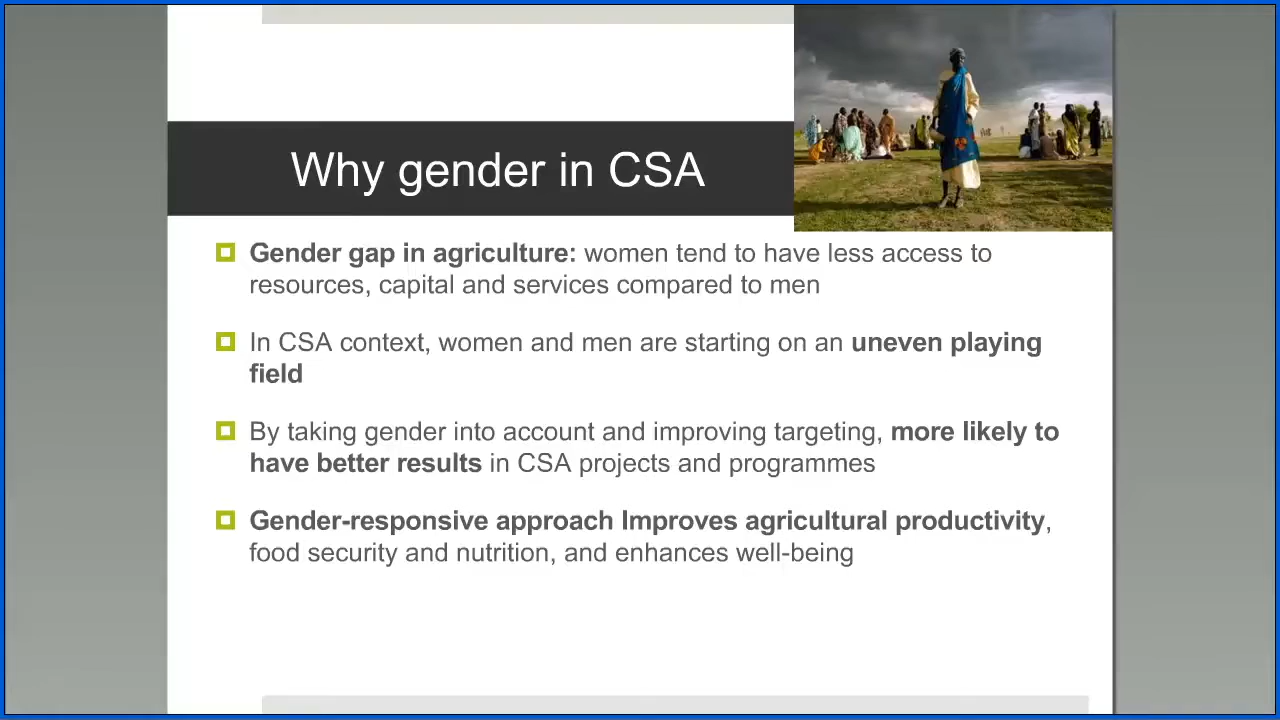 Why gender in CSA
Gender gap in agriculture: women tend to have less access to
resources, capital and services compared to men
In CSA context, women and men are starting on an uneven playing
field
By taking gender into account and improving targeting, more likely to
have better results in CSA projects and programmes
Gender-responsive approach Improves agricultural productivity,
food security and nutrition, and enhances well-being